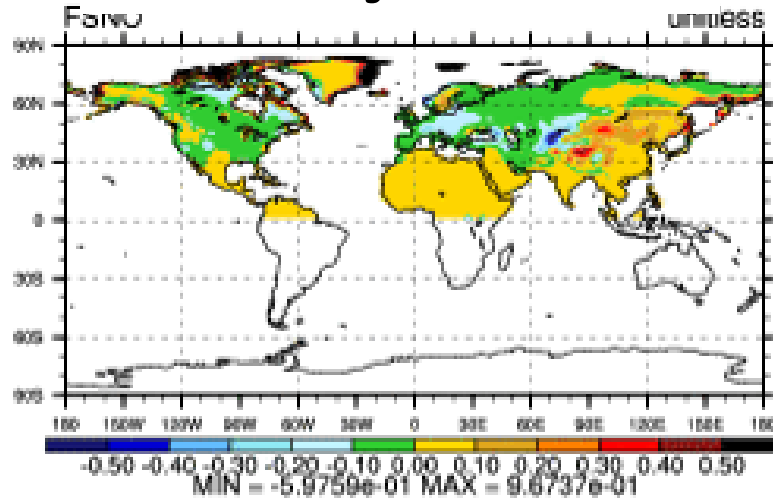 FSNO unitless
90N
60N
30N
0
30S
60S
90S
180 150W 120W 90W 60W 30W 0 30E 60E 90E 120E 150E 180
-0.50 -0.40 -0.30 -0.20 -0.10 0.00 0.10 0.20 0.30 0.40 0.50
MIN = -5.9759e-01 MAX = 9.6737e-01